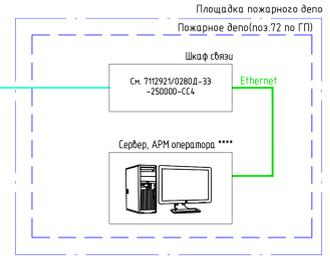 Площадка пожарного депо
Пожарное депо(поз.72 по ГП)
Шкаф связи
См. 7112921/0280Д-ЭЭ
-250000-СС4
Ethernet
Сервер, АРМ оператора ****